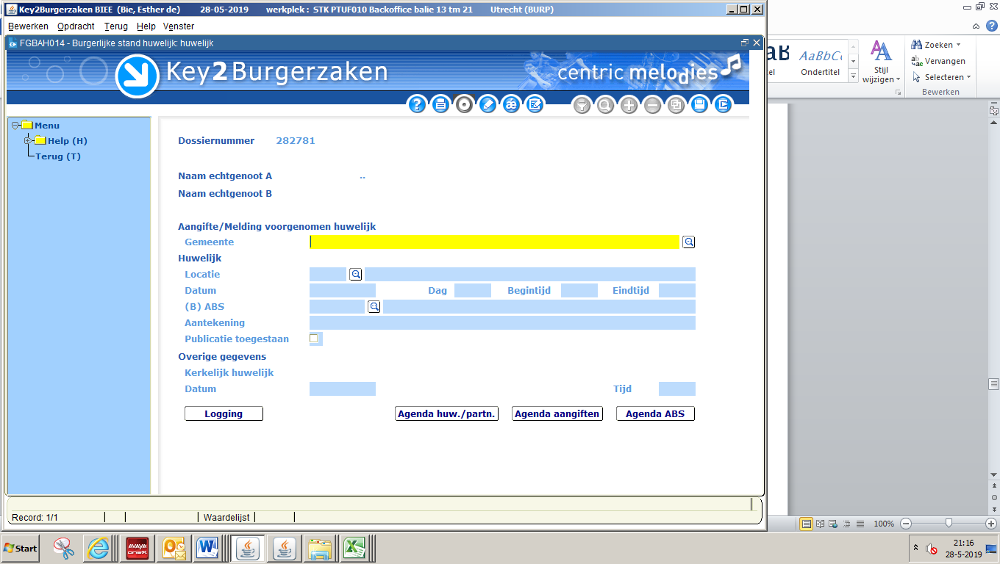 Key2Burgerzaken BIEE (Bie, Esther de) 28-05-2019 werkplek : STK PTUF010 Backoffice balie 13 tm 21 Utrecht (BURP)
Bewerken Opdracht Terug Help Venster
FGBAH014 - Burgerlijke stand huwelijk: huwelijk
Key2Burgerzaken
centric melodies
Menu
Help (H)
Terug (T)
Dossiernummer 282781
Naam echtgenoot A ..
Naam echtgenoot B
Aangifte/Melding voorgenomen huwelijk
Gemeente
Huwelijk
Locatie
Datum Dag Begintijd Eindtijd
(B) ABS
Aantekening
Publicatie toegestaan
Overige gegevens
Kerkelijk huwelijk
Datum Tijd
Logging Agenda huw./partn. Agenda aangiften Agenda ABS
Record: 1/1 Waardelijst
AaBbCc
Ondertitel
Stijl
wijzigen
Zoeken
Vervangen
Selecteren
Bewerken
100%
Start
AVAYA
21:16
28-5-2019